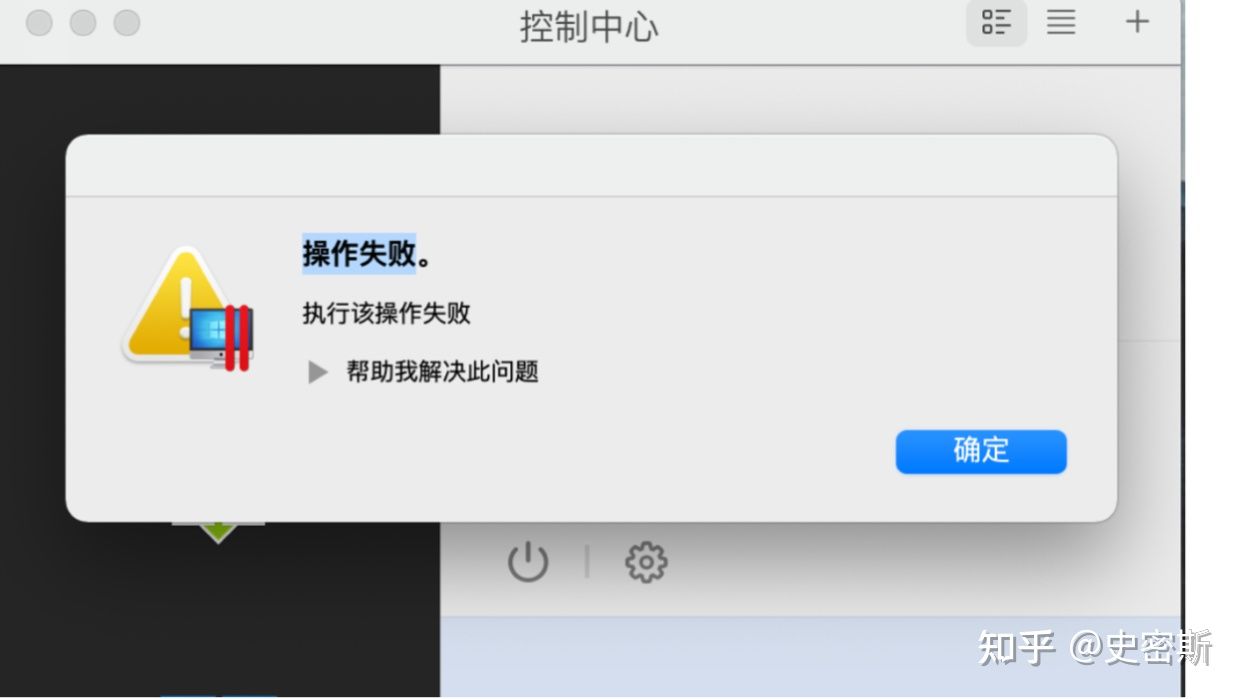 控制中心
操作失败。
执行该操作失败
帮助我解决此问题
确定
知乎 @史密斯